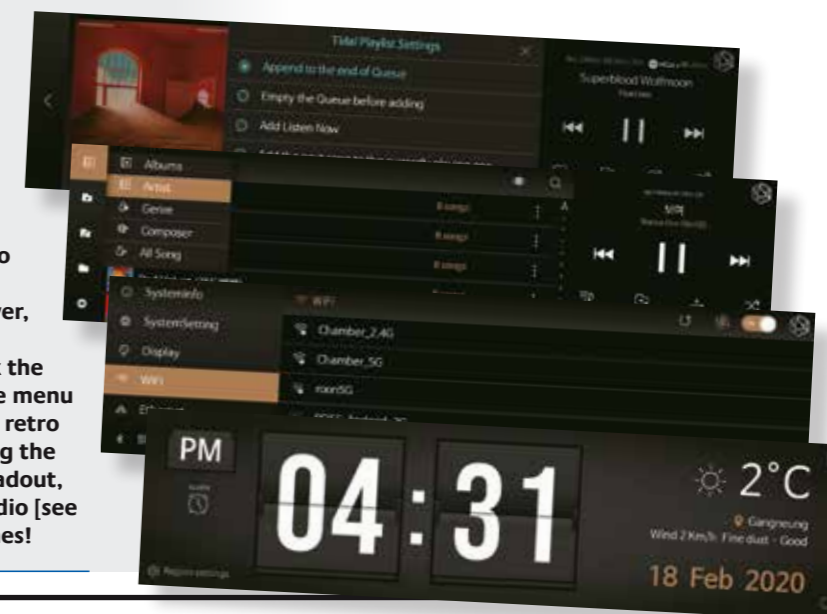 Tidal Playlist Settings
Append to the end of Queue
Empty the Queue before adding
Add Listen Now
Superblood Wolfmoon
Albums
Artist
Genre
Composer
All Song
8 songs
8 songs
8 songs
SystemInfo
SystemSetting
Display
WiFi
WiFi
Chamber_2.4G
Chamber_5G
roon5G
PM
04:31
2°C
Gangneung
Wind 2 Km/h Fine dust - Good
18 Feb 2020
Region settings
o
ver,
the
e menu
retro
g the
adout,
dio [see
es!